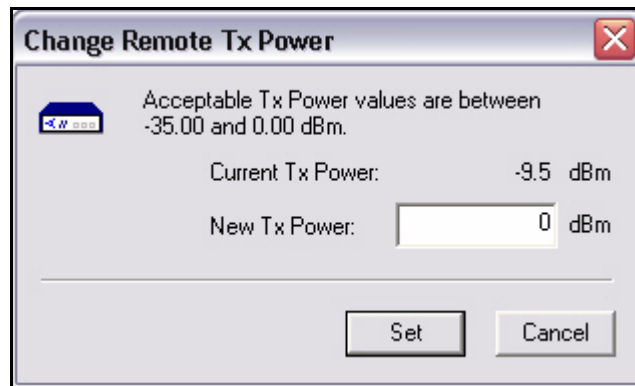 Change Remote Tx Power
Acceptable Tx Power values are between
-35.00 and 0.00 dBm.
Current Tx Power: -9.5 dBm
New Tx Power: 0 dBm
Set Cancel